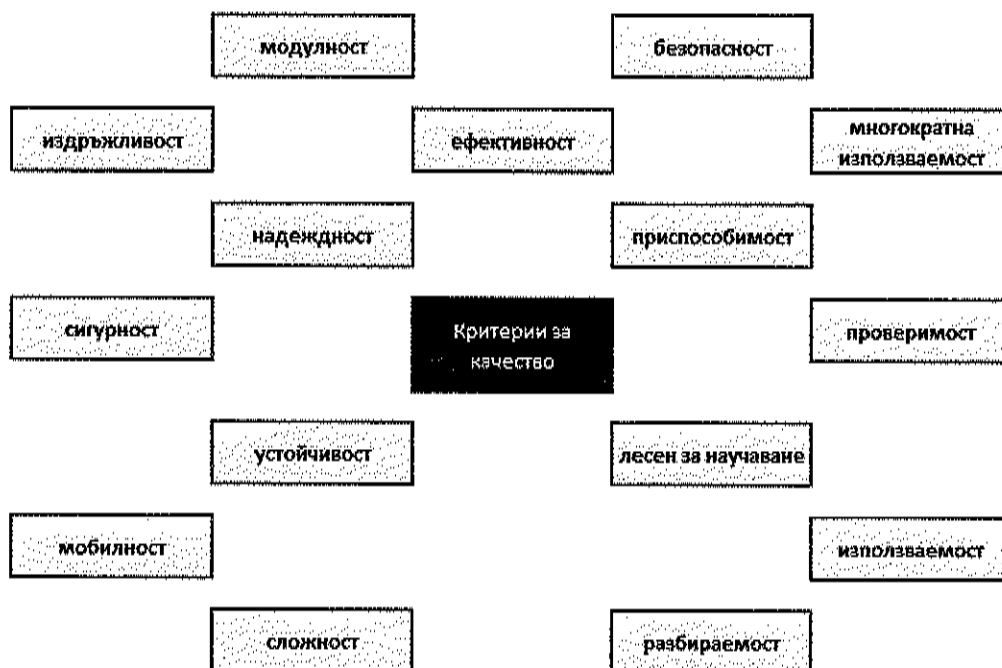 модулност
безопасност
издръжливост
ефективност
многократна
използваемост
надеждност
приспособимост
сигурност
Критерии за
качество
проверимост
устойчивост
лесен за научаване
мобилност
използваемост
сложност
разбираемост